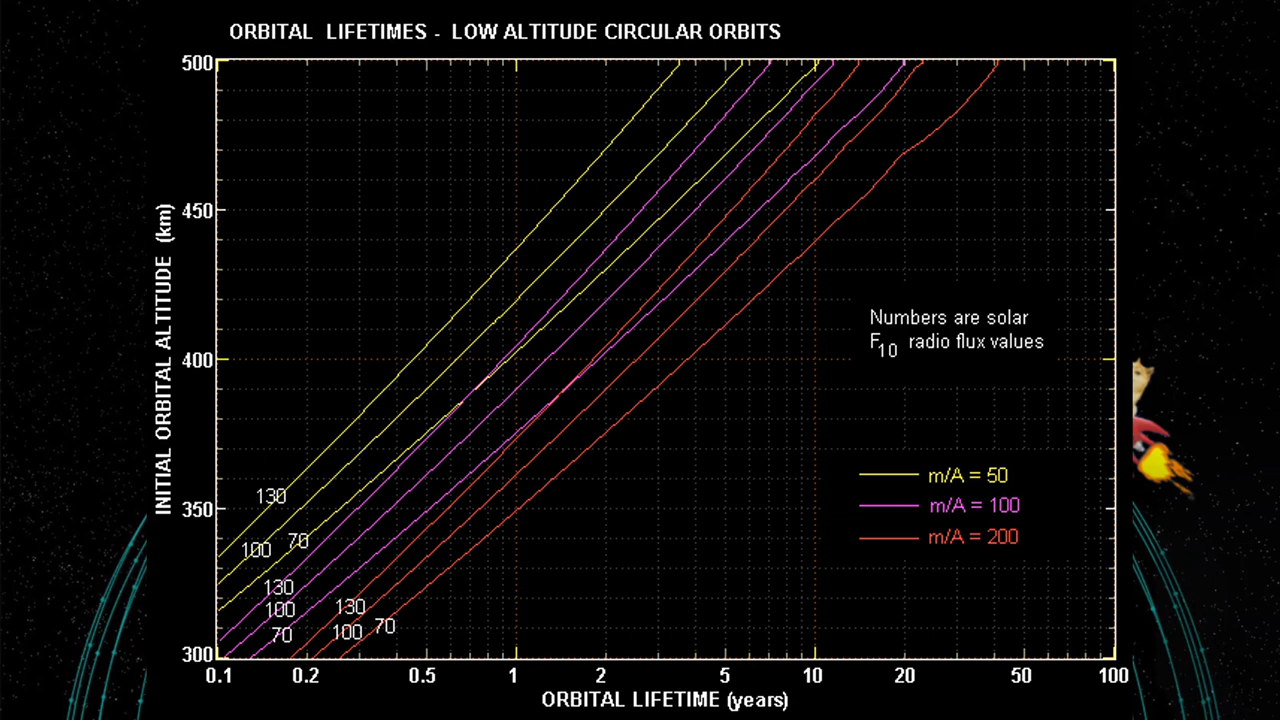 ORBITAL LIFETIMES - LOW ALTITUDE CIRCULAR ORBITS
500
450
400
350
300
INITIAL ORBITAL ALTITUDE (km)
130
100
70
130
100
70
130
100
70
Numbers are solar
F10 radio flux values
m/A = 50
m/A = 100
m/A = 200
0.1 0.2 0.5 1 2 5 10 20 50 100
ORBITAL LIFETIME (years)